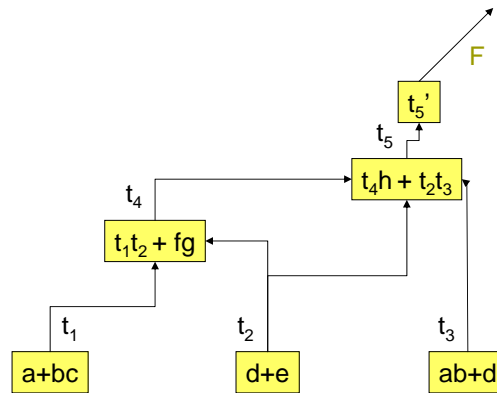 F
t₅’
t₅
t₄h + t₂t₃
t₄
t₁t₂ + fg
t₁
t₂
t₃
a+bc
d+e
ab+d